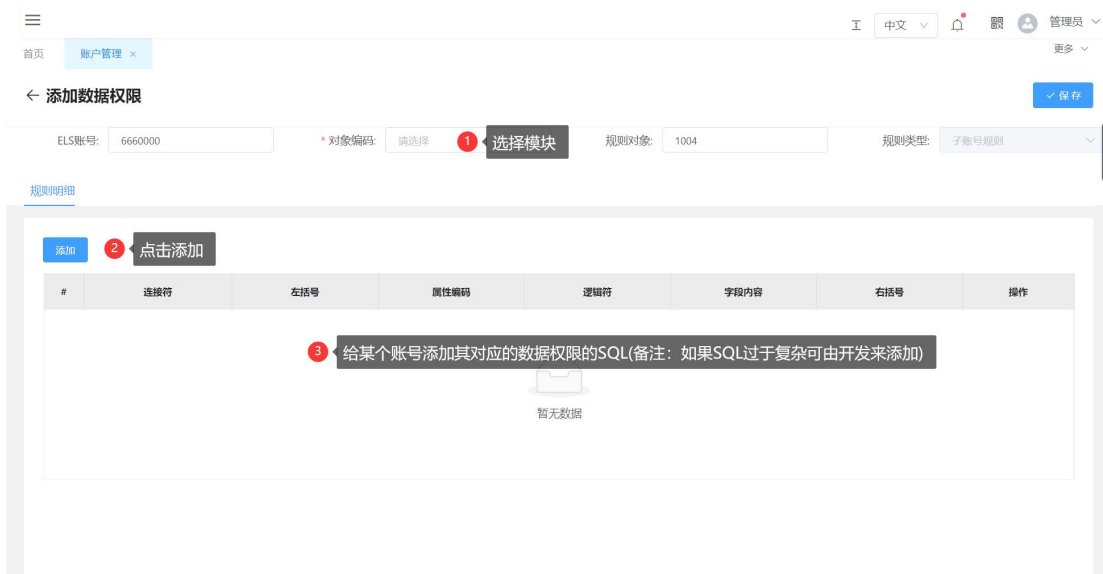 中文 管理员
首页 账户管理 × 更多
← 添加数据权限 保存
ELS账号: 6660000 * 对象编码: 请选择 1 选择模块 规则对象: 1004 规则类型: 子账号规则
规则明细
添加 2 点击添加
# 连接符 左括号 属性编码 逻辑符 字段内容 右括号 操作
3 给某个账号添加其对应的数据权限的SQL(备注：如果SQL过于复杂可由开发来添加)
暂无数据